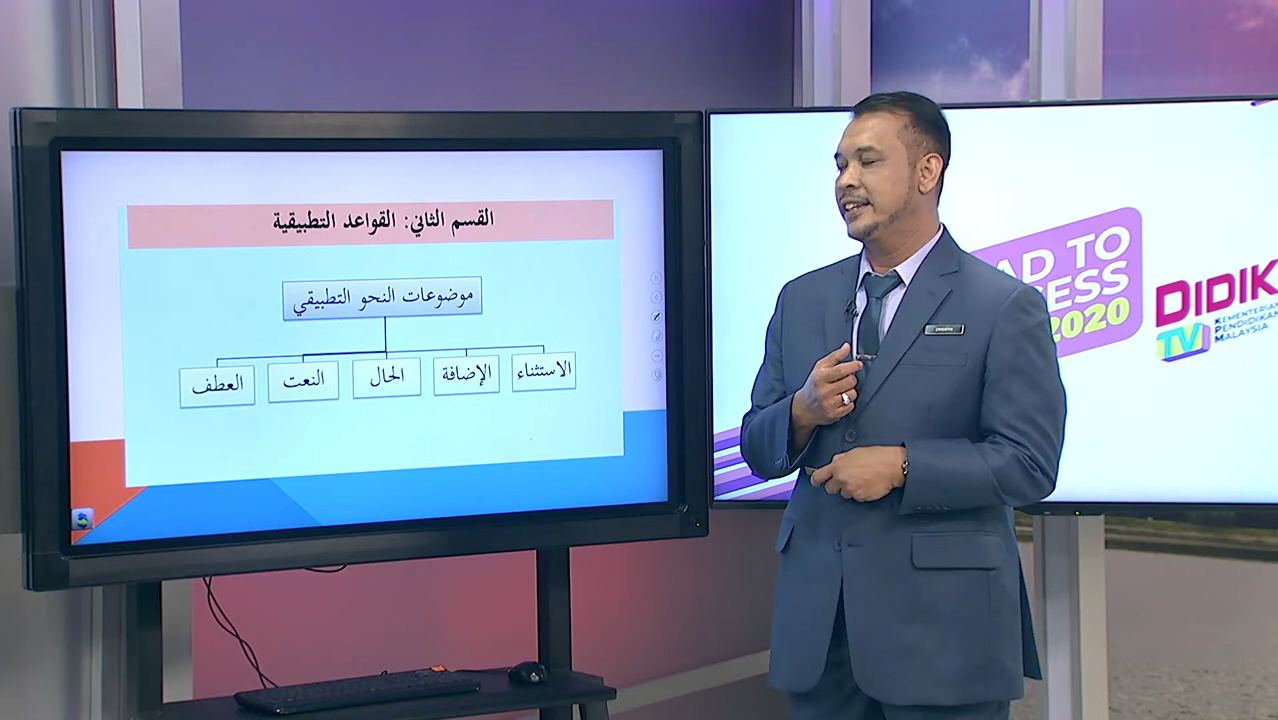 القسم الثاني: القواعد التطبيقية
موضوعات النحو التطبيقي
الاستثناء
الإضافة
الحال
النعت
العطف
AD TO
ESS
2020
DIDIK
TV
KEMENTERIAN
PENDIDIKAN
MALAYSIA